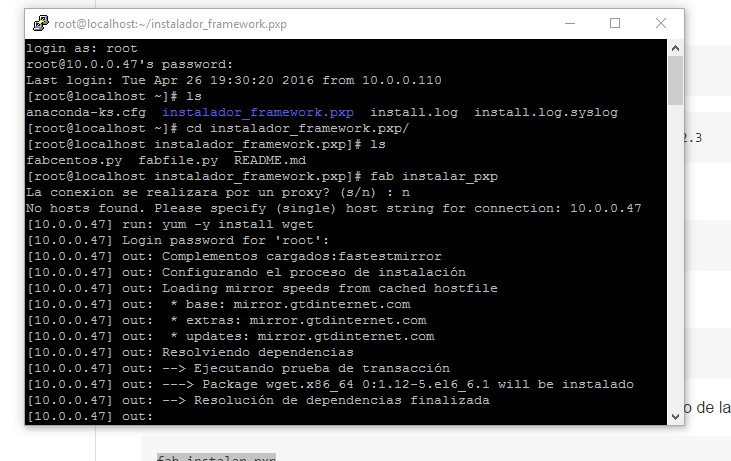 root@localhost:~/instalador_framework.pxp
login as: root
root@10.0.0.47's password:
Last login: Tue Apr 26 19:30:20 2016 from 10.0.0.110
[root@localhost ~]# ls
anaconda-ks.cfg  instalador_framework.pxp  install.log  install.log.syslog
[root@localhost ~]# cd instalador_framework.pxp/
[root@localhost instalador_framework.pxp]# ls
fabcentos.py  fabfile.py  README.md
[root@localhost instalador_framework.pxp]# fab instalar_pxp
La conexion se realizara por un proxy? (s/n) : n
No hosts found. Please specify (single) host string for connection: 10.0.0.47
[10.0.0.47] run: yum -y install wget
[10.0.0.47] Login password for 'root':
[10.0.0.47] out: Complementos cargados:fastestmirror
[10.0.0.47] out: Configurando el proceso de instalación
[10.0.0.47] out: Loading mirror speeds from cached hostfile
[10.0.0.47] out:  * base: mirror.gtdinternet.com
[10.0.0.47] out:  * extras: mirror.gtdinternet.com
[10.0.0.47] out:  * updates: mirror.gtdinternet.com
[10.0.0.47] out: Resolviendo dependencias
[10.0.0.47] out: --> Ejecutando prueba de transacción
[10.0.0.47] out: ---> Package wget.x86_64 0:1.12-5.el6_6.1 will be instalado
[10.0.0.47] out: --> Resolución de dependencias finalizada
[10.0.0.47] out:
2.3
o de la
fab instalar_pxp